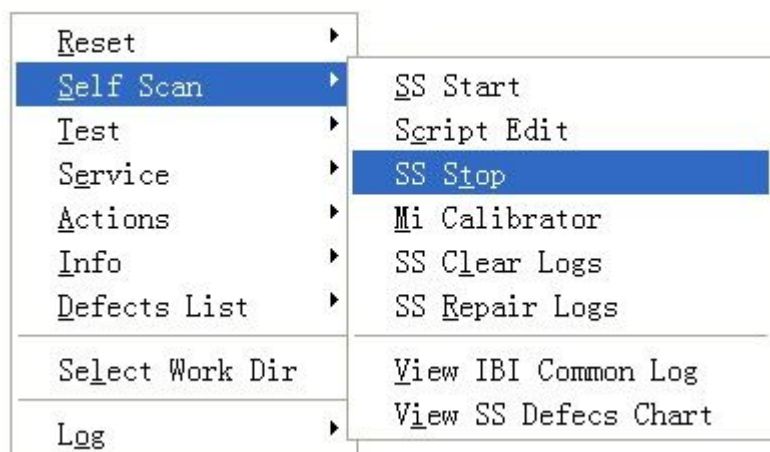 Reset
Self Scan
Test
Service
Actions
Info
Defects List
Select Work Dir
Log
SS Start
Script Edit
SS Stop
Mi Calibrator
SS Clear Logs
SS Repair Logs
View IBI Common Log
View SS Defecs Chart